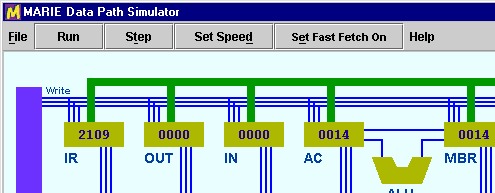 MARIE Data Path Simulator
File Run Step Set Speed Set Fast Fetch On Help
Write
2109 0000 0000 0014 0014
IR OUT IN AC MBR
ALU